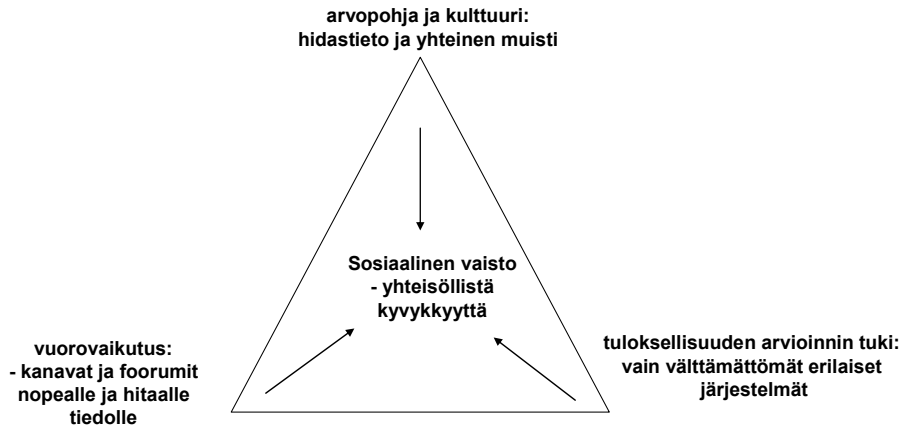 arvopohja ja kulttuuri:
hidastieto ja yhteinen muisti
Sosiaalinen vaisto
- yhteisöllistä
kyvykkyyttä
vuorovaikutus:
- kanavat ja foorumit
nopealle ja hitaalle
tiedolle
tuloksellisuuden arvioinnin tuki:
vain välttämättömät erilaiset
järjestelmät